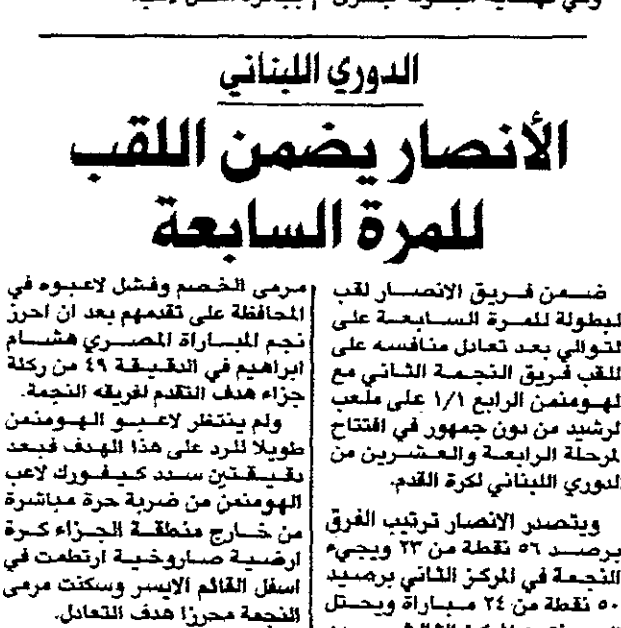 الدوري اللبناني
الأنصار يضمن اللقب
للمرة السابعة
ضمن فريق الانصار لقب
لبطولة للمرة السابعة على
لتوالي بعد تعادل منافسه على
للقب فريق النجمة الثاني مع
لهومنمن الرابع ١/١ على ملعب
لرشيد من دون جمهور في افتتاح
لمرحلة الرابعة والعشرين من
لدوري اللبناني لكرة القدم.
ويتصدر الانصار ترتيب الفرق
برصد ٥٦ نقطة من ٢٣ ويجيء
النجمة في المركز الثاني برصيد
٥٠ نقطة من ٢٤ مباراة ويحتل
مرمى الخصم وفشل لاعبوه في
المحافظة على تقدمهم بعد ان احرز
نجم المباراة المصري هشام
ابراهيم في الدقيقة ٤٩ من ركلة
جزاء هدف التقدم لفريقه النجمة.
ولم ينتظر لاعبو الهومنمن
طويلا للرد على هذا الهدف فبعد
دقيقتين سدد كيفورك لاعب
الهومنمن من ضربة حرة مباشرة
من خارج منطقة الجزاء كرة
ارضية صاروخية ارتطمت في
اسفل القائم الايسر وسكنت مرمى
النجمة محرزا هدف التعادل.